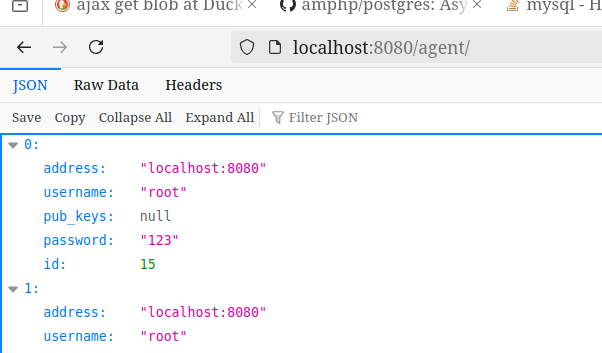 ajax get blob at Duck
amphp/postgres: Asy
mysql - H
localhost:8080/agent/
JSON Raw Data Headers
Save Copy Collapse All Expand All Filter JSON
0:
address: "localhost:8080"
username: "root"
pub_keys: null
password: "123"
id: 15
1:
address: "localhost:8080"
username: "root"